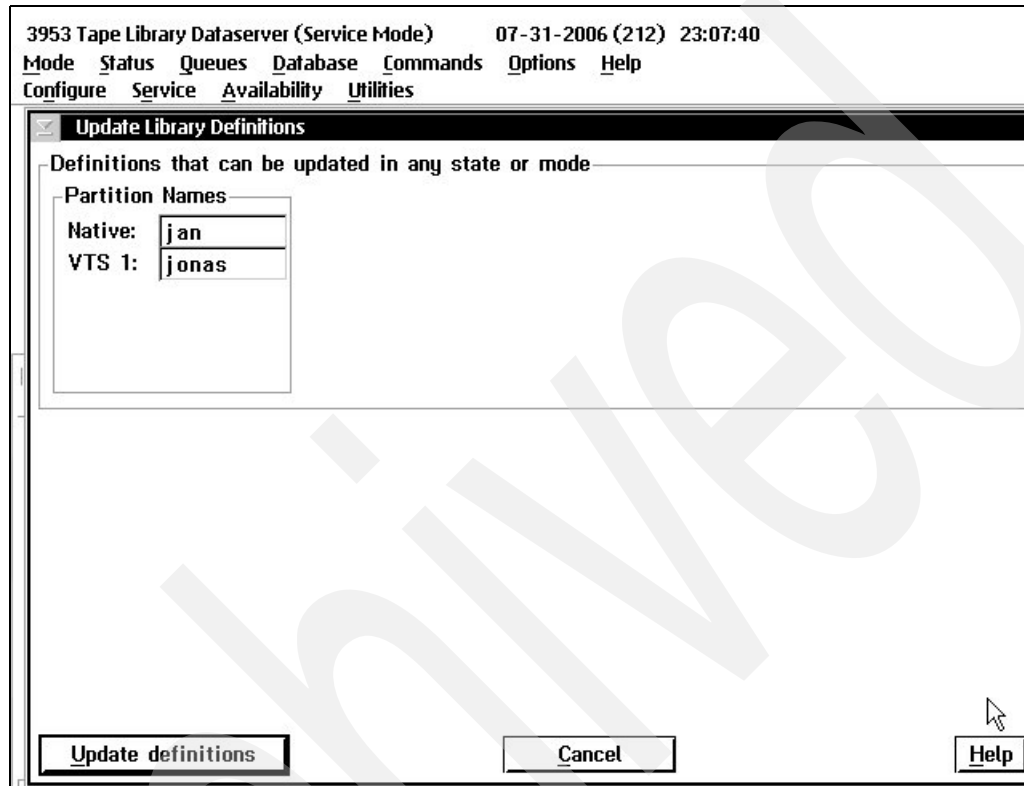 3953 Tape Library Dataserver (Service Mode) 07-31-2006 (212) 23:07:40
Mode Status Queues Database Commands Options Help
Configure Service Availability Utilities
Update Library Definitions
Definitions that can be updated in any state or mode
Partition Names
Native: jan
VTS 1: jonas
Update definitions Cancel Help